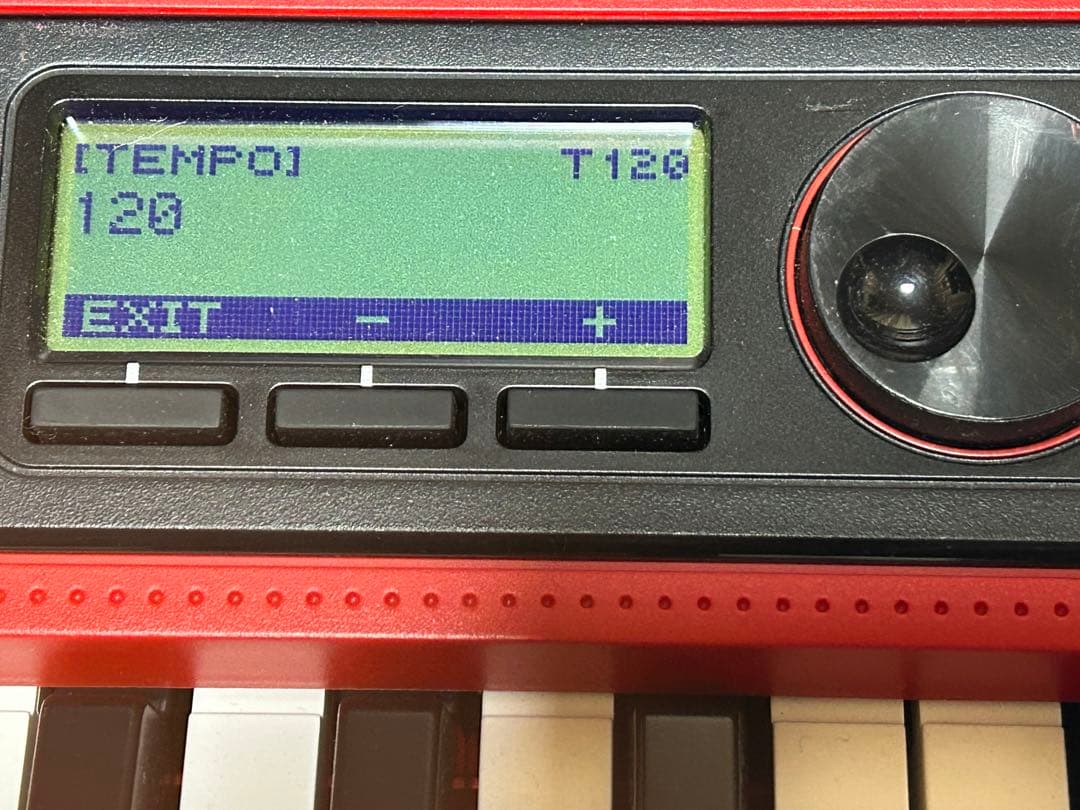 [TEMPO] T120
120
EXIT - +